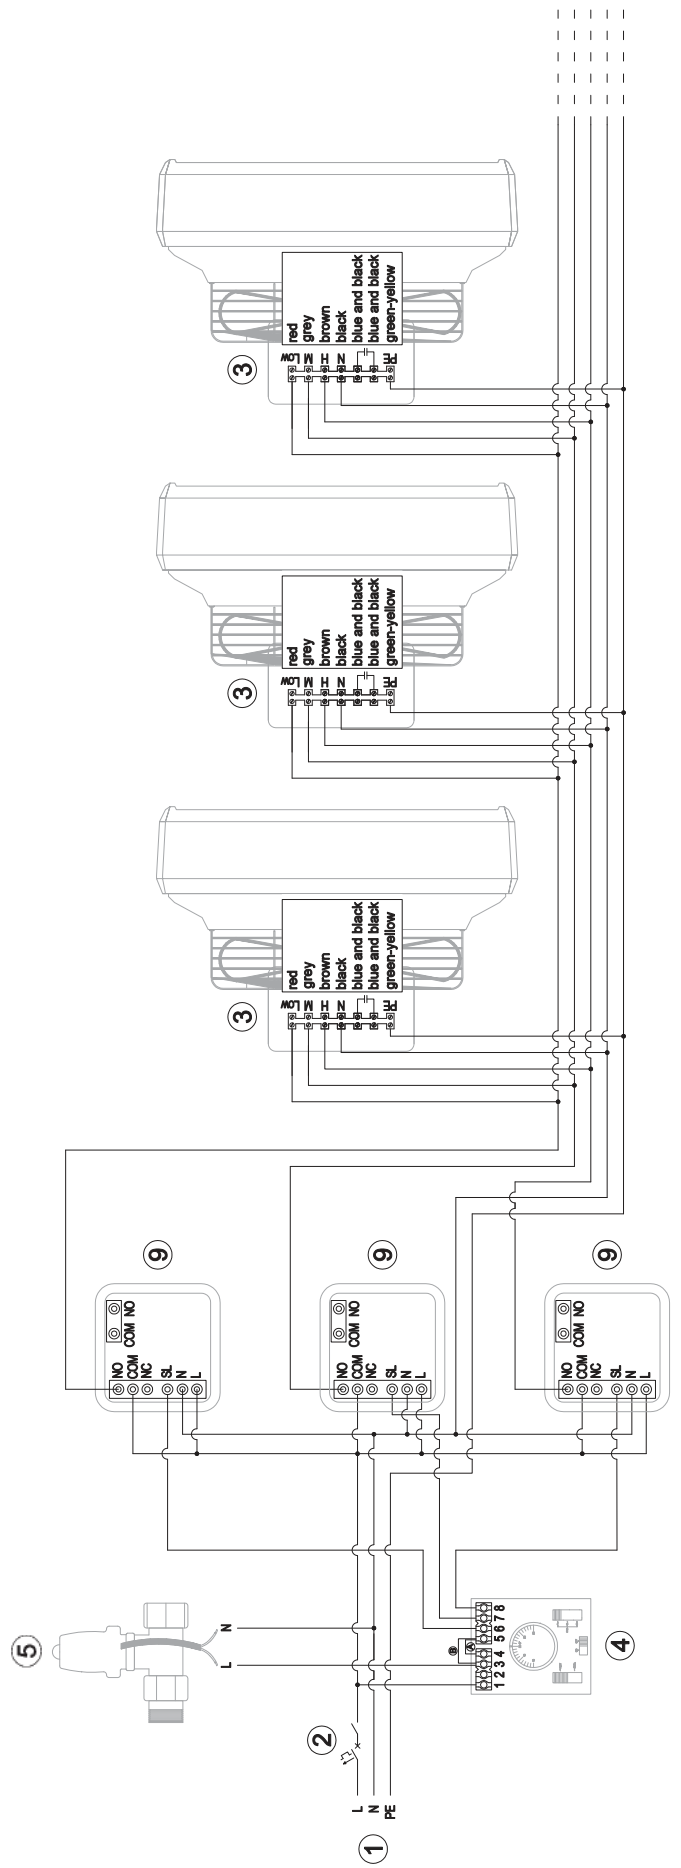 5
L N
2
L
N
PE
1
B
A
1 2 3 4 5 6 7 8
4
9
COM NO
NO
COM
NC
SL
N
L
9
COM NO
NO
COM
NC
SL
N
L
9
COM NO
NO
COM
NC
SL
N
L
3
Low red
M grey
H brown
N black
blue and black
blue and black
PE green-yellow
3
Low red
M grey
H brown
N black
blue and black
blue and black
PE green-yellow
3
Low red
M grey
H brown
N black
blue and black
blue and black
PE green-yellow